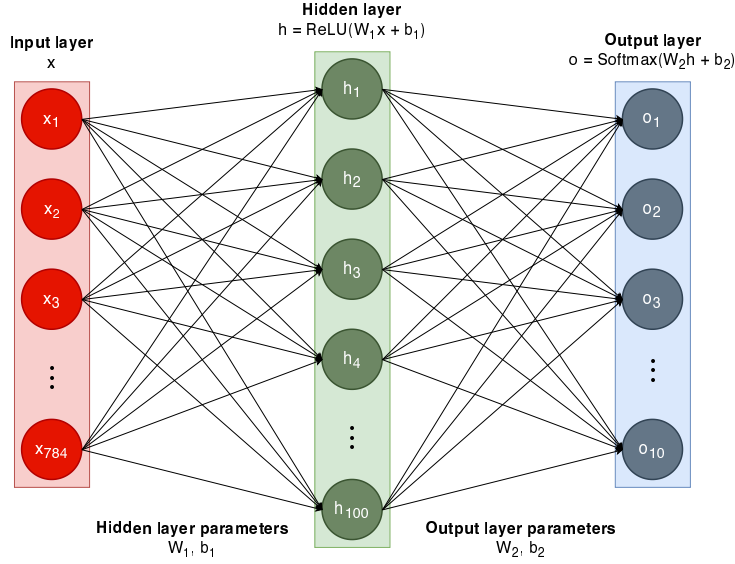 Hidden layer
h = ReLU(W₁x + b₁)
Input layer
x
Output layer
o = Softmax(W₂h + b₂)
x₁
x₂
x₃
⋮
x₇₈₄
h₁
h₂
h₃
h₄
⋮
h₁₀₀
o₁
o₂
o₃
⋮
o₁₀
Hidden layer parameters
W₁, b₁
Output layer parameters
W₂, b₂